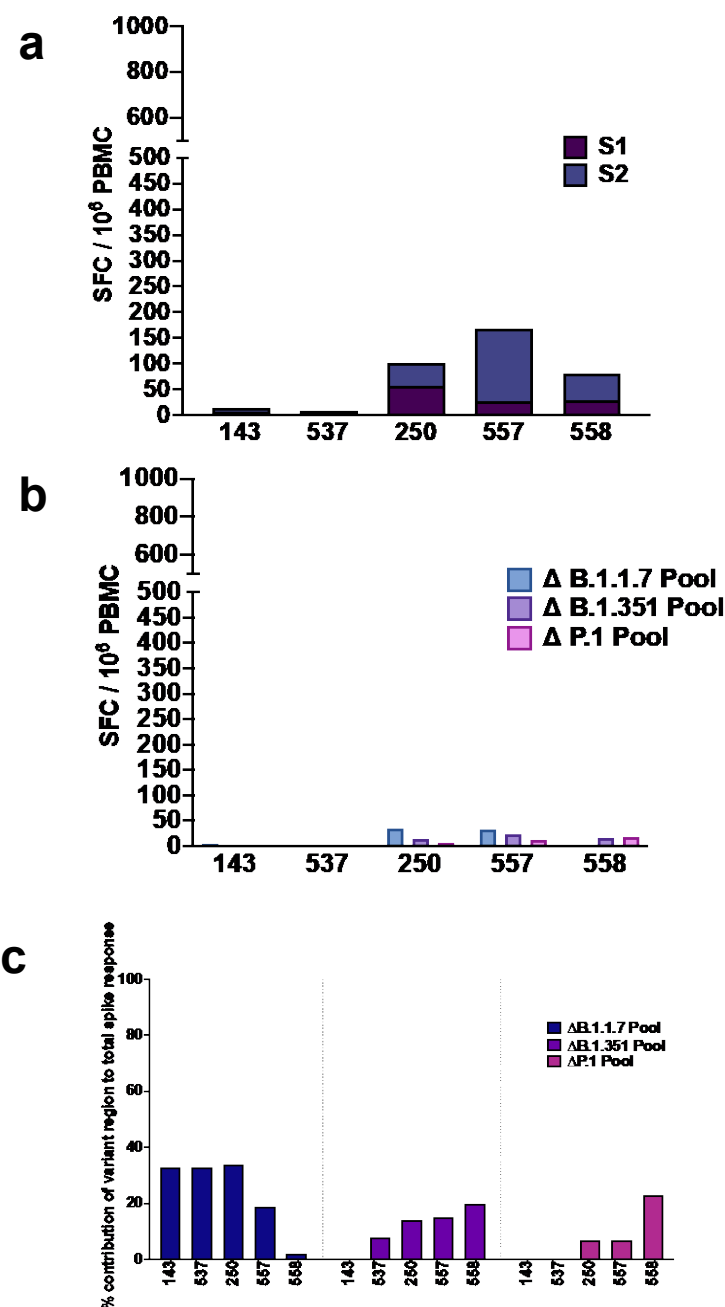 a
1000
800
600
500
450
400
350
300
250
200
150
100
50
0
SFC / 10⁶ PBMC
S1
S2
143 537 250 557 558
b
1000
800
600
500
450
400
350
300
250
200
150
100
50
0
SFC / 10⁶ PBMC
Δ B.1.1.7 Pool
Δ B.1.351 Pool
Δ P.1 Pool
143 537 250 557 558
c
% contribution of variant region to total spike response
100
80
60
40
20
0
ΔB.1.1.7 Pool
ΔB.1.351 Pool
ΔP.1 Pool
143 537 250 557 558 143 537 250 557 558 143 537 250 557 558